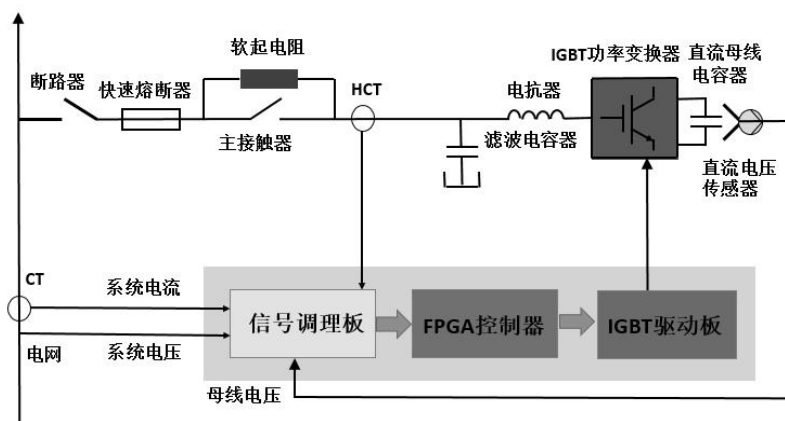 软起电阻
IGBT功率变换器
直流母线
电容器
断路器
快速熔断器
HCT
电抗器
主接触器
滤波电容器
直流电压
传感器
CT
系统电流
信号调理板
FPGA控制器
IGBT驱动板
电网
系统电压
母线电压